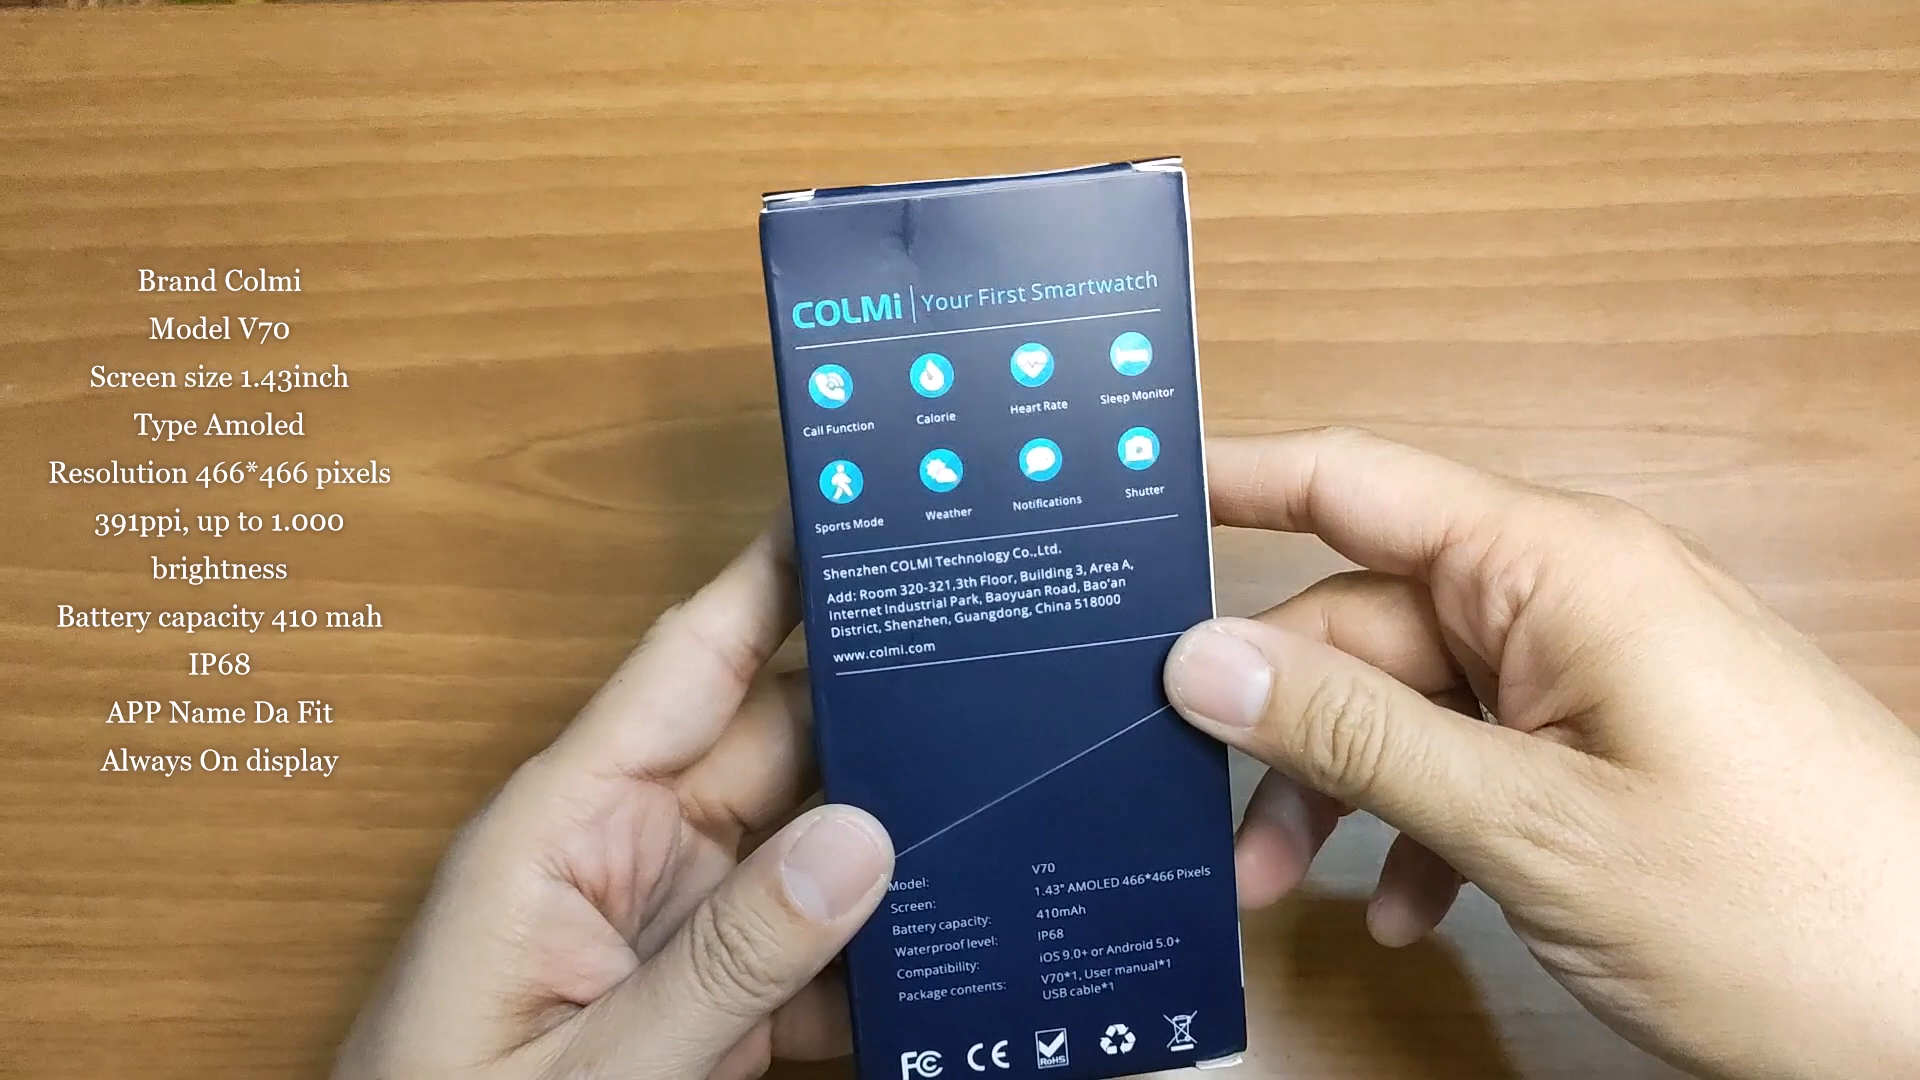 Brand Colmi
Model V70
Screen size 1.43inch
Type Amoled
Resolution 466*466 pixels
391ppi, up to 1.000
brightness
Battery capacity 410 mah
IP68
APP Name Da Fit
Always On display
COLMi | Your First Smartwatch
Call Function Calorie Heart Rate Sleep Monitor
Sports Mode Weather Notifications Shutter
Shenzhen COLMI Technology Co.,Ltd.
Add: Room 320-321,3th Floor, Building 3, Area A,
Internet Industrial Park, Baoyuan Road, Bao'an
District, Shenzhen, Guangdong, China 518000
www.colmi.com
Model: V70
Screen: 1.43" AMOLED 466*466 Pixels
Battery capacity: 410mAh
Waterproof level: IP68
Compatibility: iOS 9.0+ or Android 5.0+
Package contents: V70*1, User manual*1
USB cable*1
FC CE RoHS